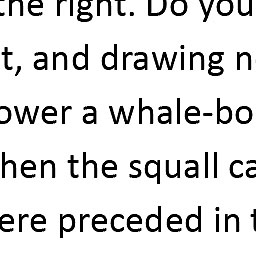 the right. Do you
t, and drawing n
ower a whale-bo
hen the squall ca
ere preceded in t